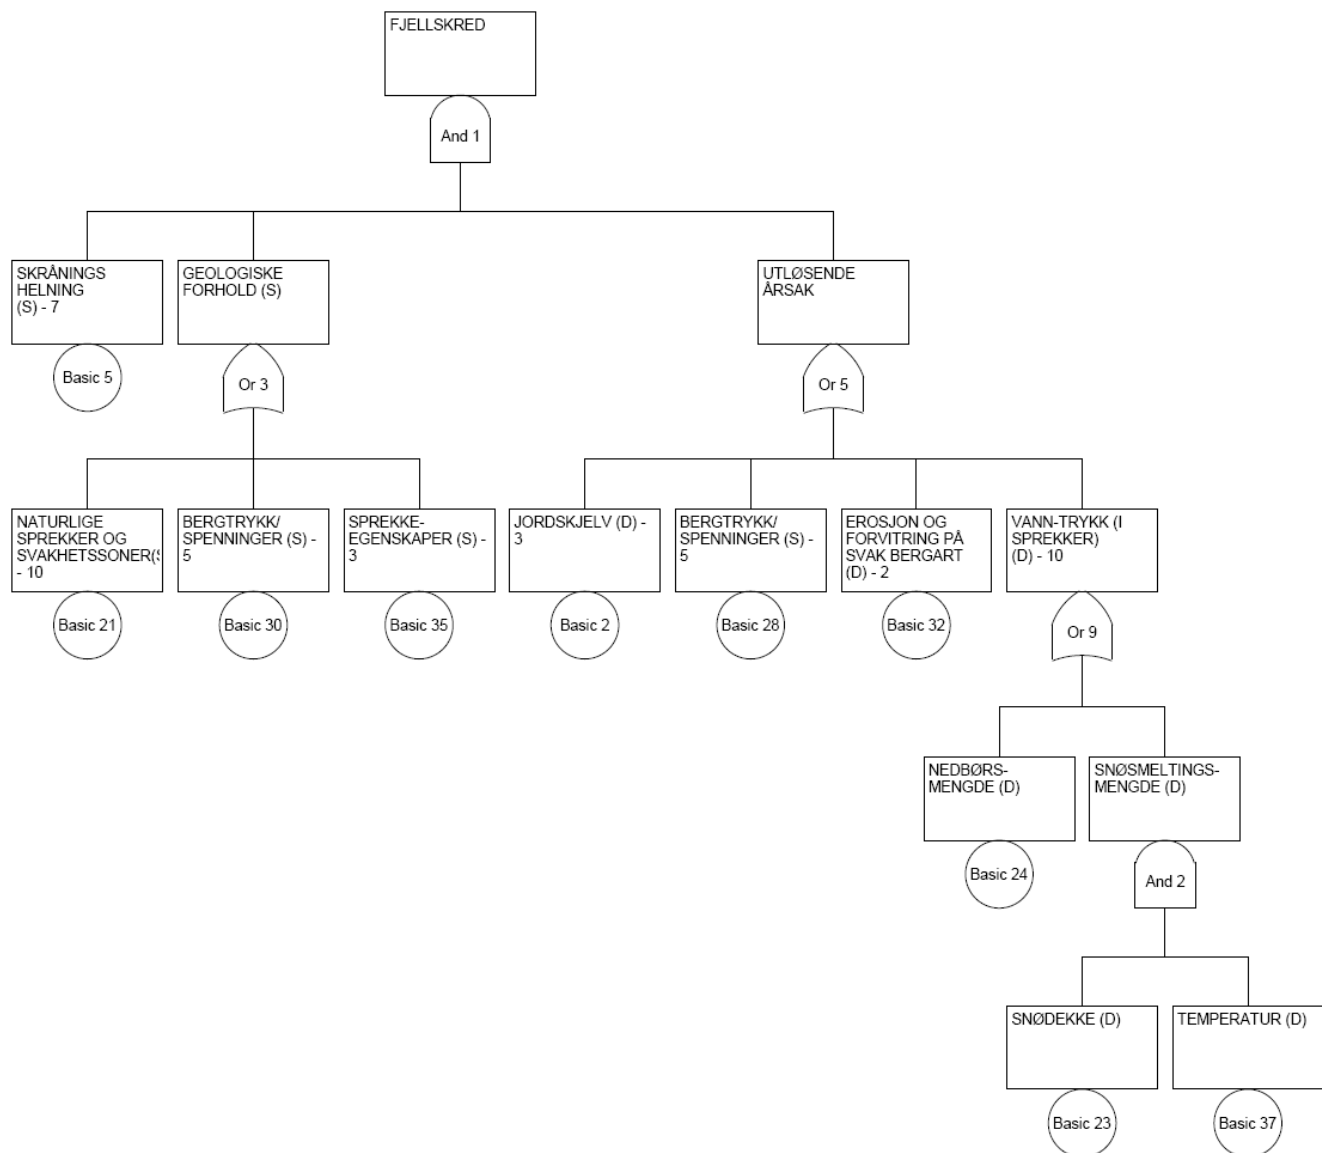 FJELLSKRED
And 1
SKRÅNINGS
HELNING
(S) - 7
Basic 5
GEOLOGISKE
FORHOLD (S)
Or 3
UTLØSENDE
ÅRSAK
Or 5
NATURLIGE
SPREKKER OG
SVAKHETSSONER(S
- 10
Basic 21
BERGTRYKK/
SPENNINGER (S) -
5
Basic 30
SPREKKE-
EGENSKAPER (S) -
3
Basic 35
JORDSKJELV (D) -
3
Basic 2
BERGTRYKK/
SPENNINGER (S) -
5
Basic 28
EROSJON OG
FORVITRING PÅ
SVAK BERGART
(D) - 2
Basic 32
VANN-TRYKK (I
SPREKKER)
(D) - 10
Or 9
NEDBØRS-
MENGDE (D)
Basic 24
SNØSMELTINGS-
MENGDE (D)
And 2
SNØDEKKE (D)
Basic 23
TEMPERATUR (D)
Basic 37